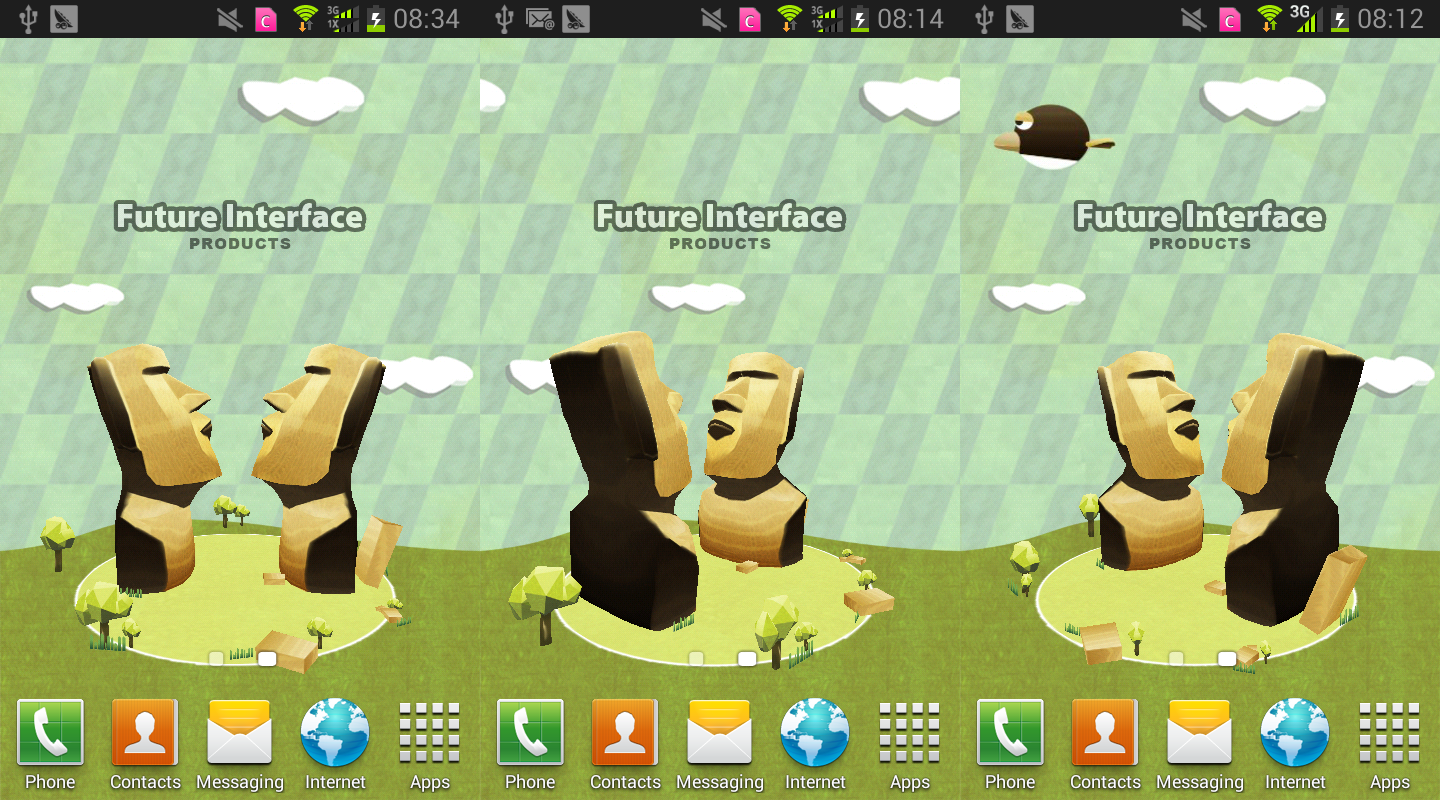 C 3G 1X 08:34
Future Interface
PRODUCTS
Phone Contacts Messaging Internet Apps
@ C 3G 1X 08:14
Future Interface
PRODUCTS
Phone Contacts Messaging Internet Apps
C 3G 08:12
Future Interface
PRODUCTS
Phone Contacts Messaging Internet Apps